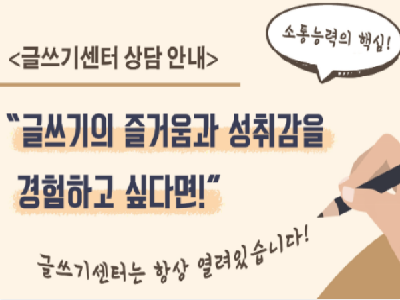 소통능력의 핵심!
<글쓰기센터 상담 안내>
“글쓰기의 즐거움과 성취감을
경험하고 싶다면!”
글쓰기센터는 항상 열려있습니다!